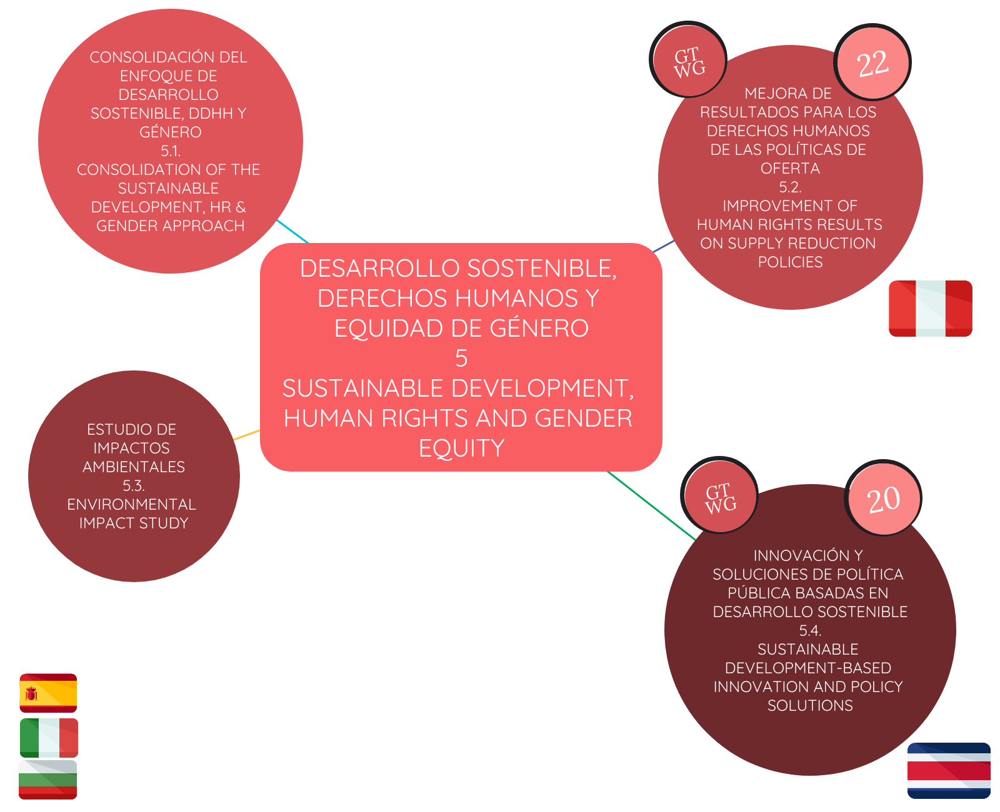 CONSOLIDACIÓN DEL
ENFOQUE DE
DESARROLLO
SOSTENIBLE, DDHH Y
GÉNERO
5.1.
CONSOLIDATION OF THE
SUSTAINABLE
DEVELOPMENT, HR &
GENDER APPROACH
GT
WG
22
MEJORA DE
RESULTADOS PARA LOS
DERECHOS HUMANOS
DE LAS POLÍTICAS DE
OFERTA
5.2.
IMPROVEMENT OF
HUMAN RIGHTS RESULTS
ON SUPPLY REDUCTION
POLICIES
DESARROLLO SOSTENIBLE,
DERECHOS HUMANOS Y
EQUIDAD DE GÉNERO
5
SUSTAINABLE DEVELOPMENT,
HUMAN RIGHTS AND GENDER
EQUITY
ESTUDIO DE
IMPACTOS
AMBIENTALES
5.3.
ENVIRONMENTAL
IMPACT STUDY
GT
WG
20
INNOVACIÓN Y
SOLUCIONES DE POLÍTICA
PÚBLICA BASADAS EN
DESARROLLO SOSTENIBLE
5.4.
SUSTAINABLE
DEVELOPMENT-BASED
INNOVATION AND POLICY
SOLUTIONS